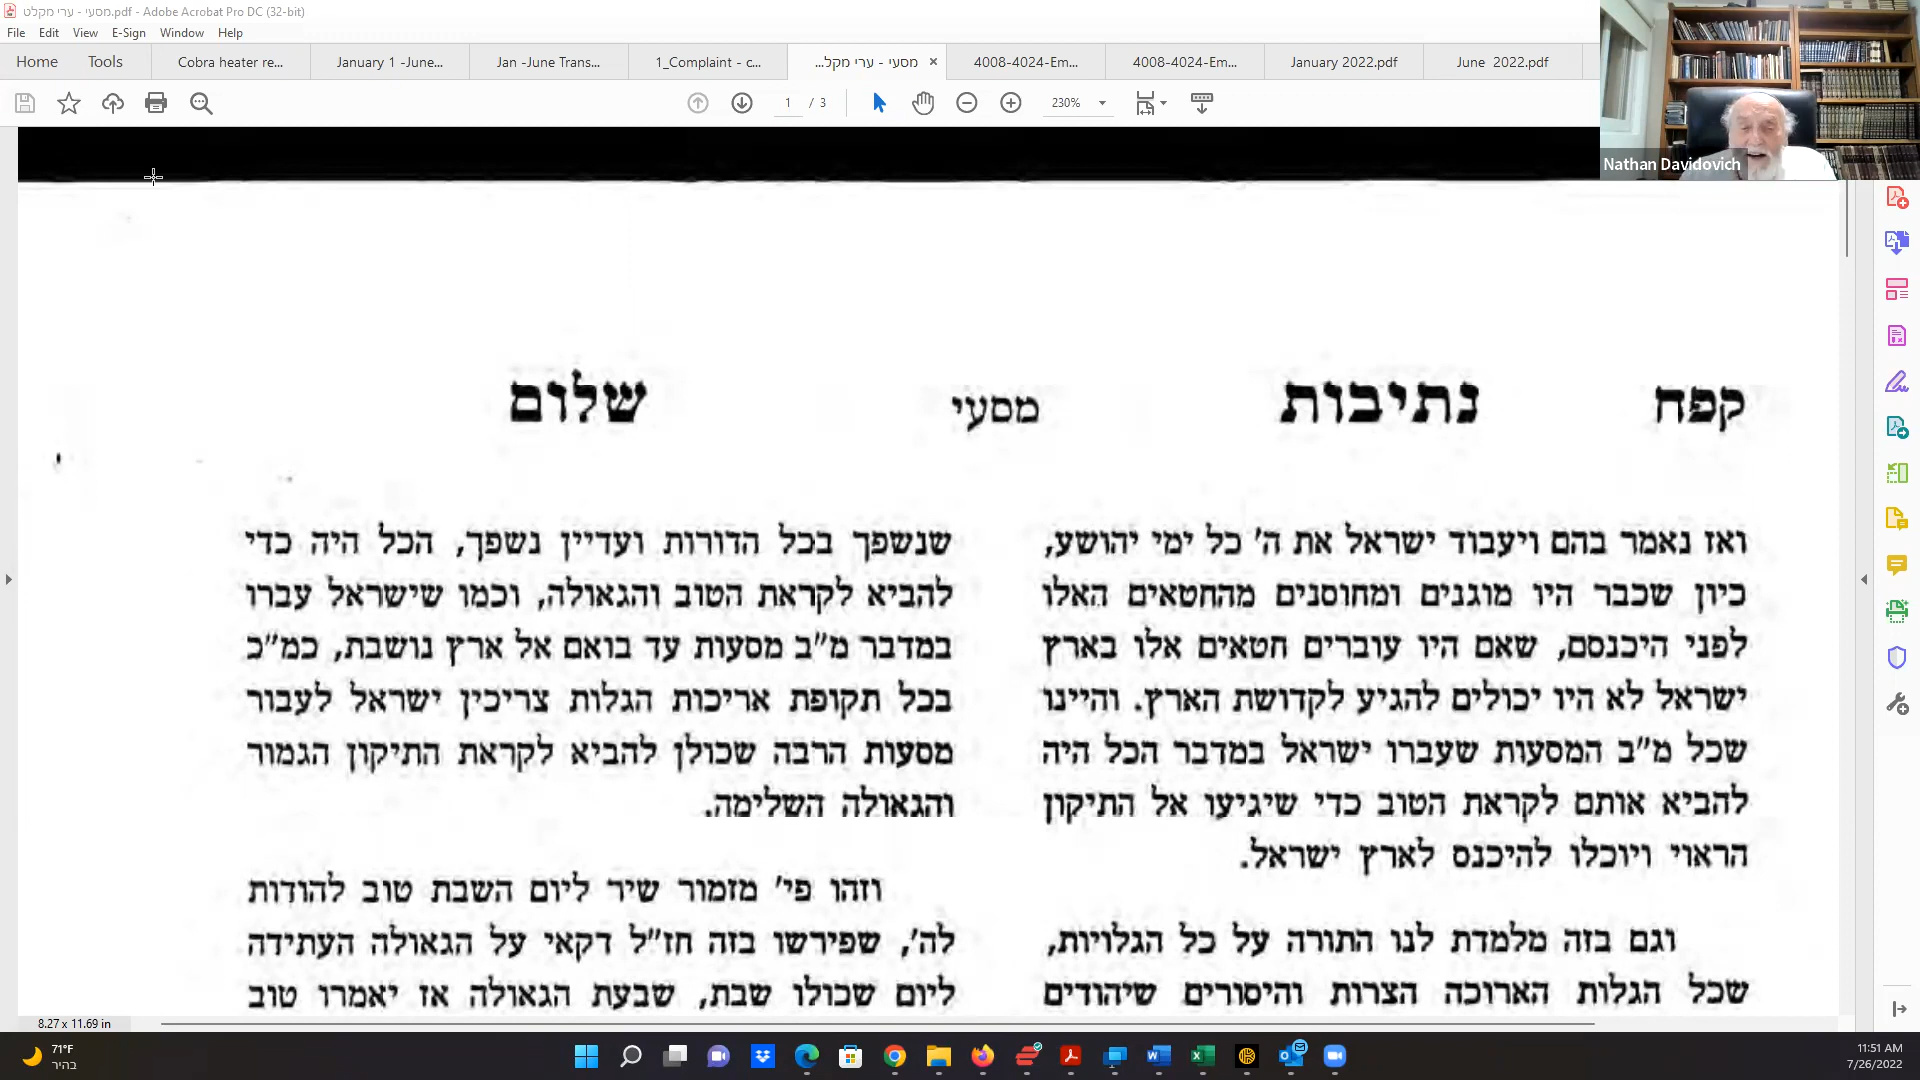 מסעי - ערי מקלט.pdf - Adobe Acrobat Pro DC (32-bit)
File Edit View E-Sign Window Help
Home Tools Cobra heater re... January 1 -June... Jan -June Trans... 1_Complaint - c... מסעי - ערי מקל... 4008-4024-Em... 4008-4024-Em... January 2022.pdf June 2022.pdf
1 / 3 230%
Nathan Davidovich
קפח נתיבות מסעי שלום
ואז נאמר בהם ויעבוד ישראל את ה' כל ימי יהושע,
כיון שכבר היו מוגנים ומחוסנים מהחטאים האלו
לפני היכנסם, שאם היו עוברים חטאים אלו בארץ
ישראל לא היו יכולים להגיע לקדושת הארץ. והיינו
שכל מ"ב המסעות שעברו ישראל במדבר הכל היה
להביא אותם לקראת הטוב כדי שיגיעו אל התיקון
הראוי ויוכלו להיכנס לארץ ישראל.
וגם בזה מלמדת לנו התורה על כל הגלויות,
שכל הגלות הארוכה הצרות והיסורים שיהודים
שנשפך בכל הדורות ועדיין נשפך, הכל היה כדי
להביא לקראת הטוב והגאולה, וכמו שישראל עברו
במדבר מ"ב מסעות עד בואם אל ארץ נושבת, כמ"כ
בכל תקופת אריכות הגלות צריכין ישראל לעבור
מסעות הרבה שכולן להביא לקראת התיקון הגמור
והגאולה השלימה.
וזהו פי' מזמור שיר ליום השבת טוב להודות
לה', שפירשו בזה חז"ל דקאי על הגאולה העתידה
ליום שכולו שבת, שבעת הגאולה אז יאמרו טוב
8.27 x 11.69 in
71°F
בהיר
11:51 AM
7/26/2022